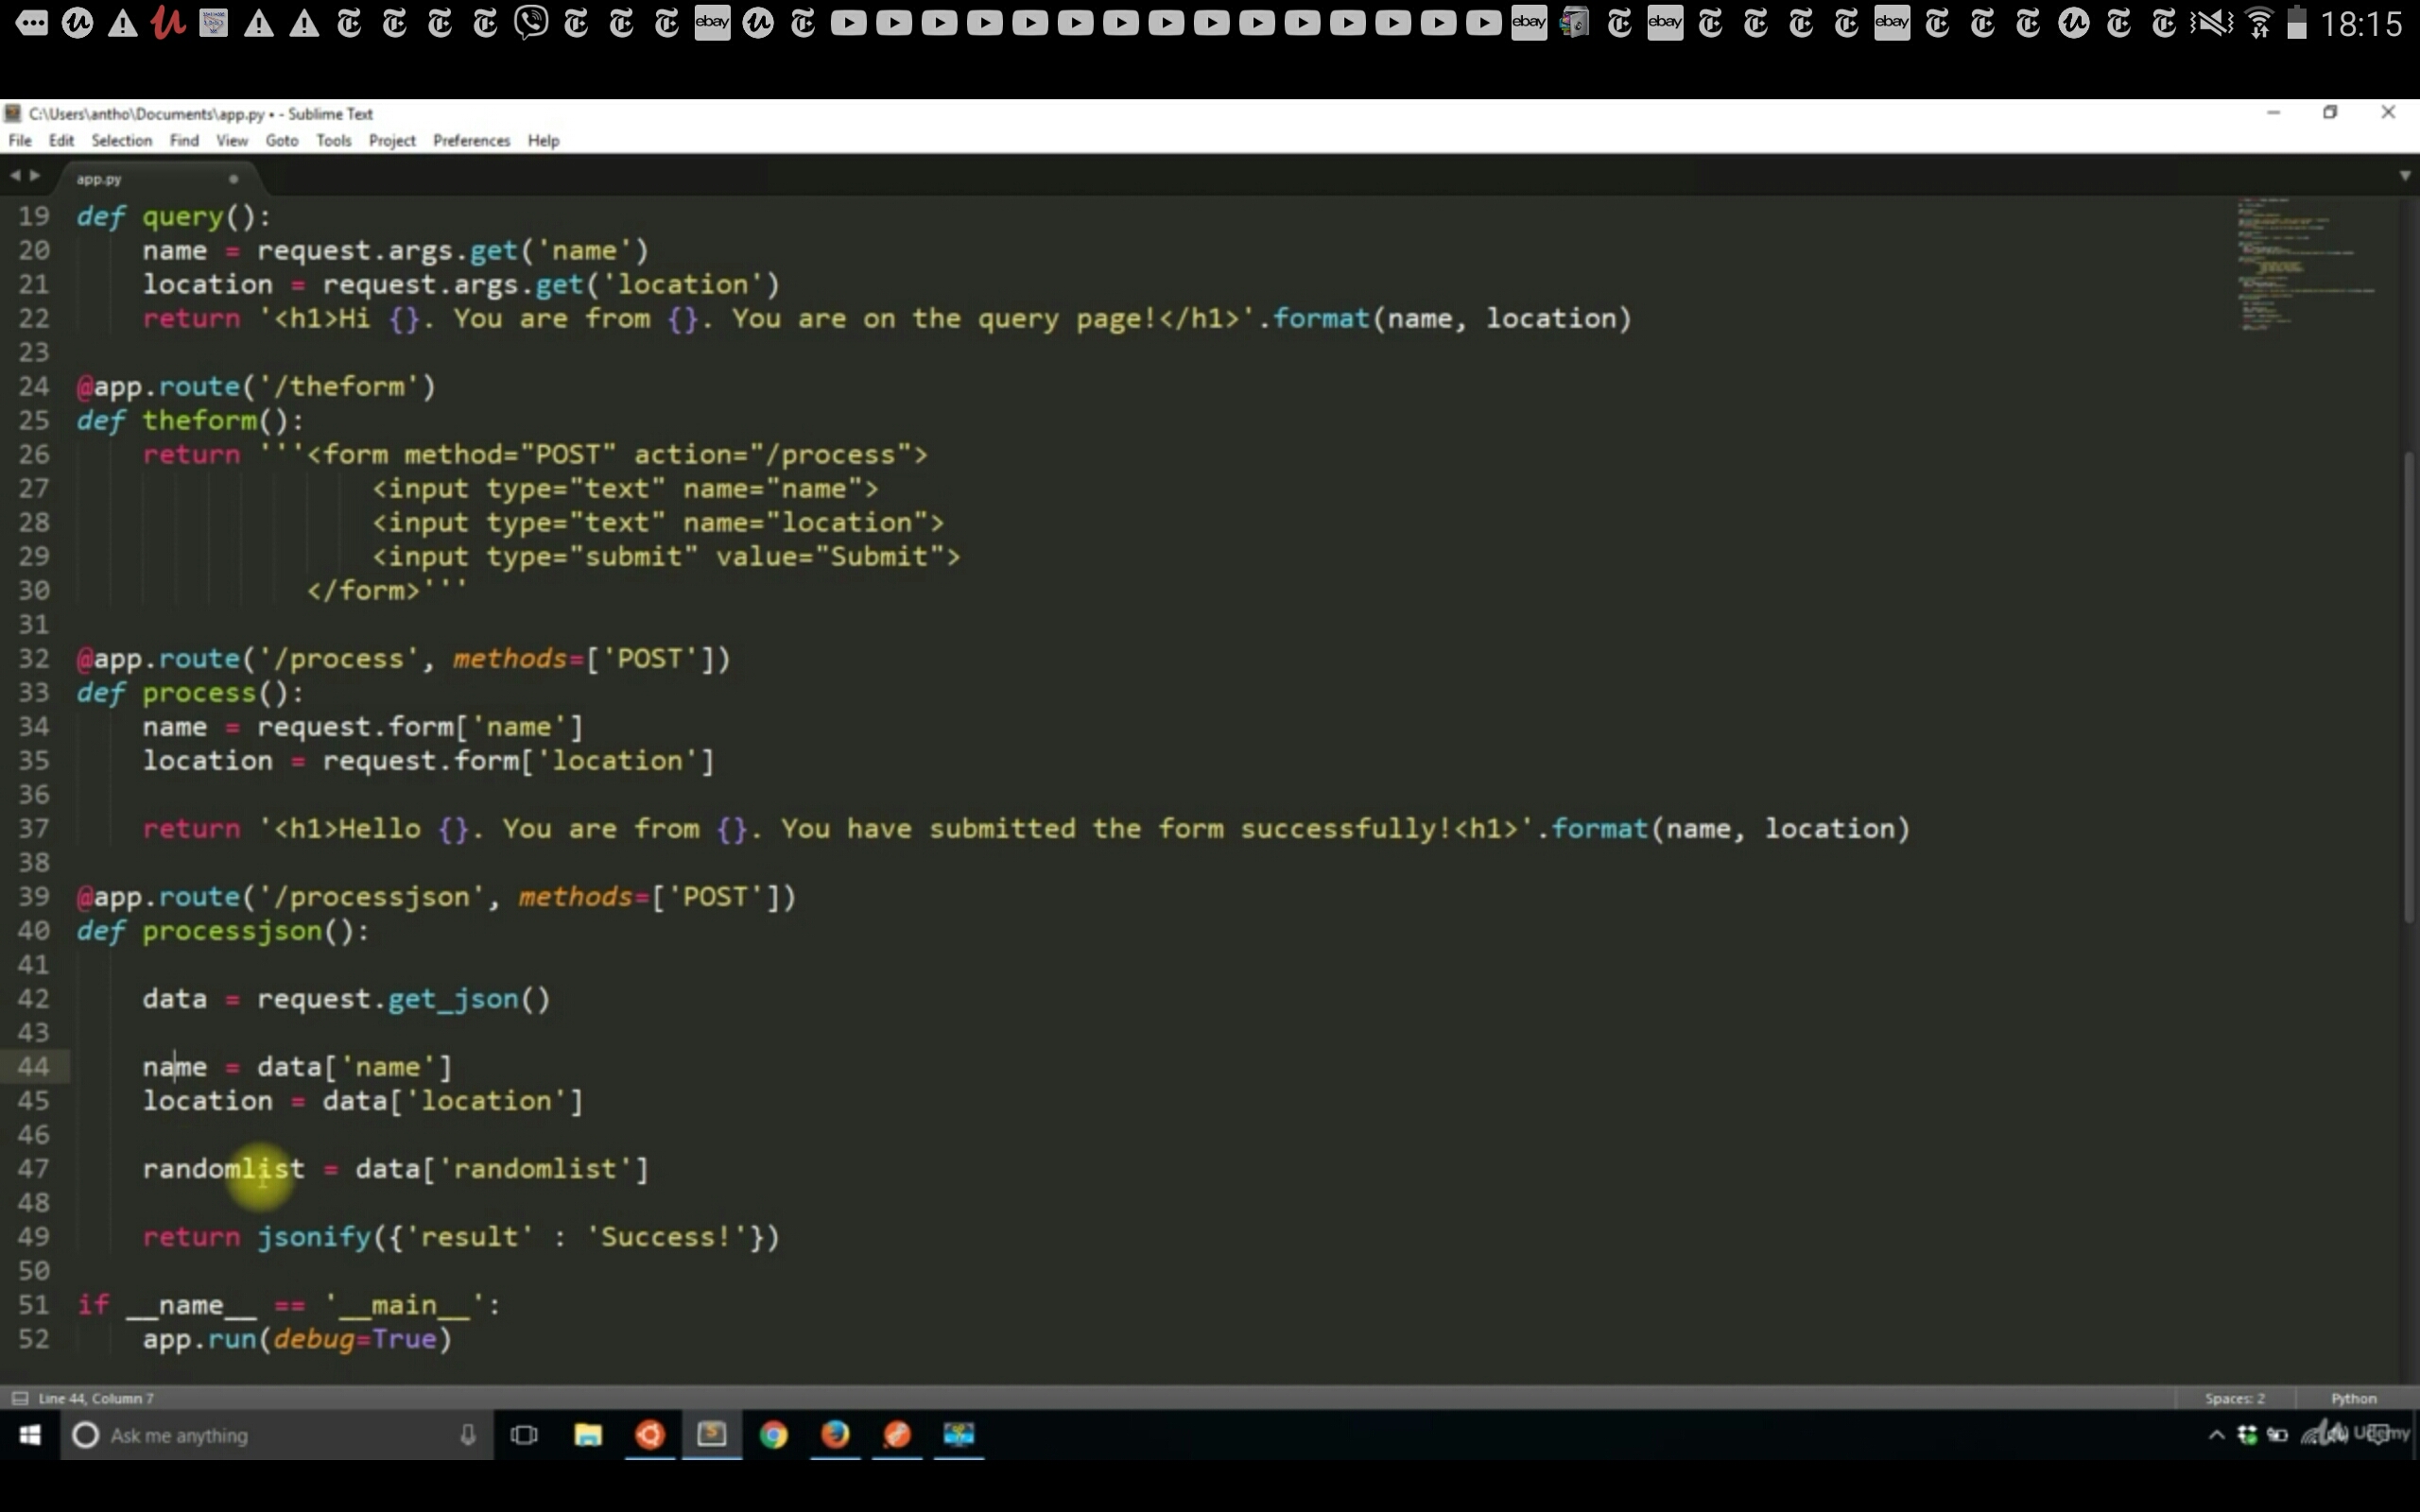 ebay ebay ebay ebay 18:15
C:\Users\antho\Documents\app.py • - Sublime Text
File Edit Selection Find View Goto Tools Project Preferences Help
app.py
19 def query():
20     name = request.args.get('name')
21     location = request.args.get('location')
22     return '<h1>Hi {}. You are from {}. You are on the query page!</h1>'.format(name, location)
23
24 @app.route('/theform')
25 def theform():
26     return '''<form method="POST" action="/process">
27                   <input type="text" name="name">
28                   <input type="text" name="location">
29                   <input type="submit" value="Submit">
30               </form>'''
31
32 @app.route('/process', methods=['POST'])
33 def process():
34     name = request.form['name']
35     location = request.form['location']
36
37     return '<h1>Hello {}. You are from {}. You have submitted the form successfully!<h1>'.format(name, location)
38
39 @app.route('/processjson', methods=['POST'])
40 def processjson():
41
42     data = request.get_json()
43
44     name = data['name']
45     location = data['location']
46
47     randomlist = data['randomlist']
48
49     return jsonify({'result' : 'Success!'})
50
51 if __name__ == '__main__':
52     app.run(debug=True)
Line 44, Column 7 Spaces: 2 Python
Ask me anything Udemy